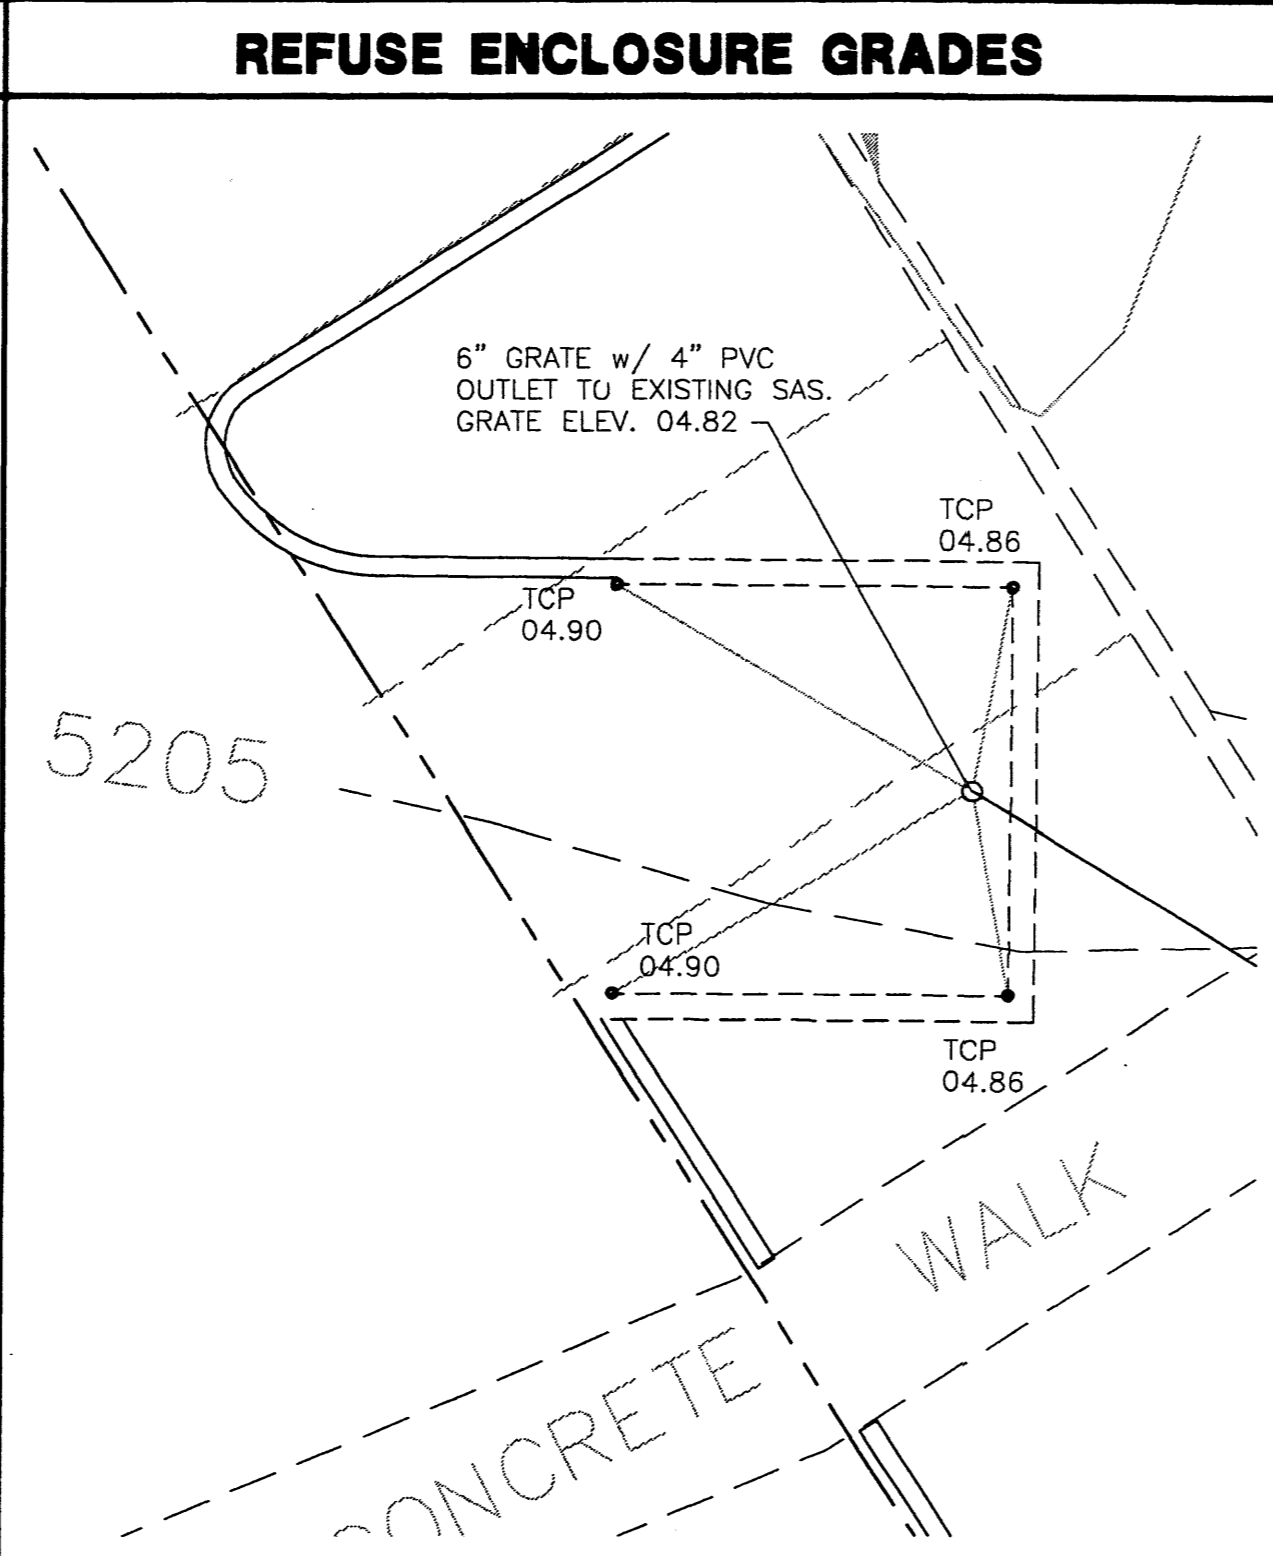 REFUSE ENCLOSURE GRADES
6" GRATE w/ 4" PVC
OUTLET TO EXISTING SAS.
GRATE ELEV. 04.82
TCP
04.86
TCP
04.90
5205
TCP
04.90
TCP
04.86
WALK
CONCRETE